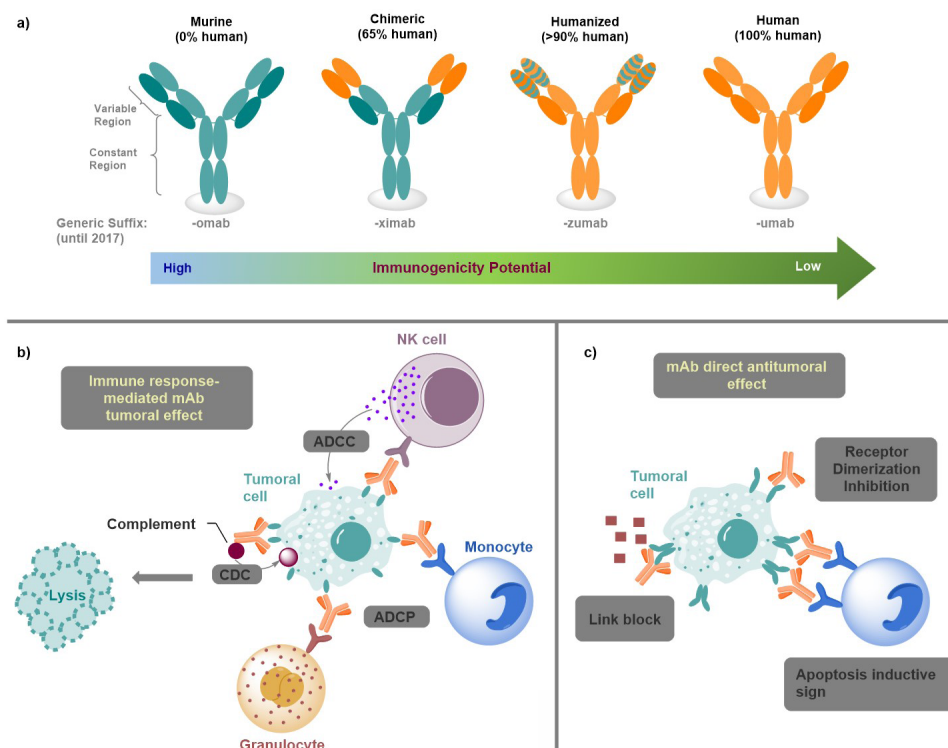 a)
Murine
(0% human)
Chimeric
(65% human)
Humanized
(>90% human)
Human
(100% human)
Variable
Region
Constant
Region
Generic Suffix:
(until 2017)
-omab
-ximab
-zumab
-umab
High
Immunogenicity Potential
Low
b)
Immune response-
mediated mAb
tumoral effect
NK cell
ADCC
Tumoral
cell
Complement
CDC
Lysis
Monocyte
ADCP
Granulocyte
c)
mAb direct antitumoral
effect
Receptor
Dimerization
Inhibition
Tumoral
cell
Link block
Apoptosis inductive
sign